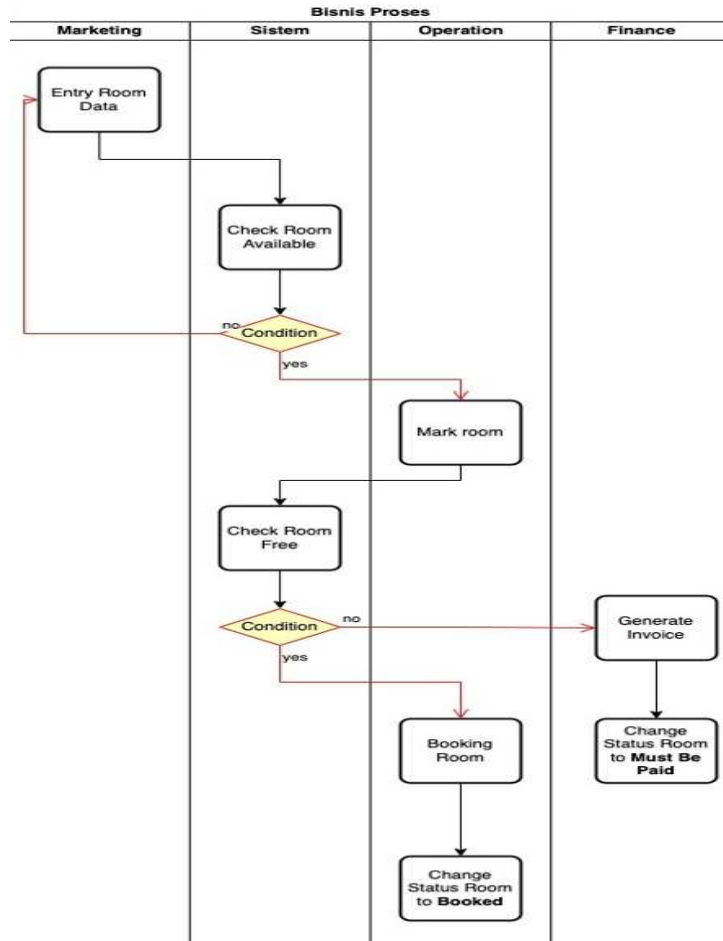 Bisnis Proses
Marketing
Sistem
Operation
Finance
Entry Room
Data
Check Room
Available
no
Condition
yes
Mark room
Check Room
Free
Condition
no
yes
Generate
Invoice
Booking
Room
Change
Status Room
to Must Be
Paid
Change
Status Room
to Booked